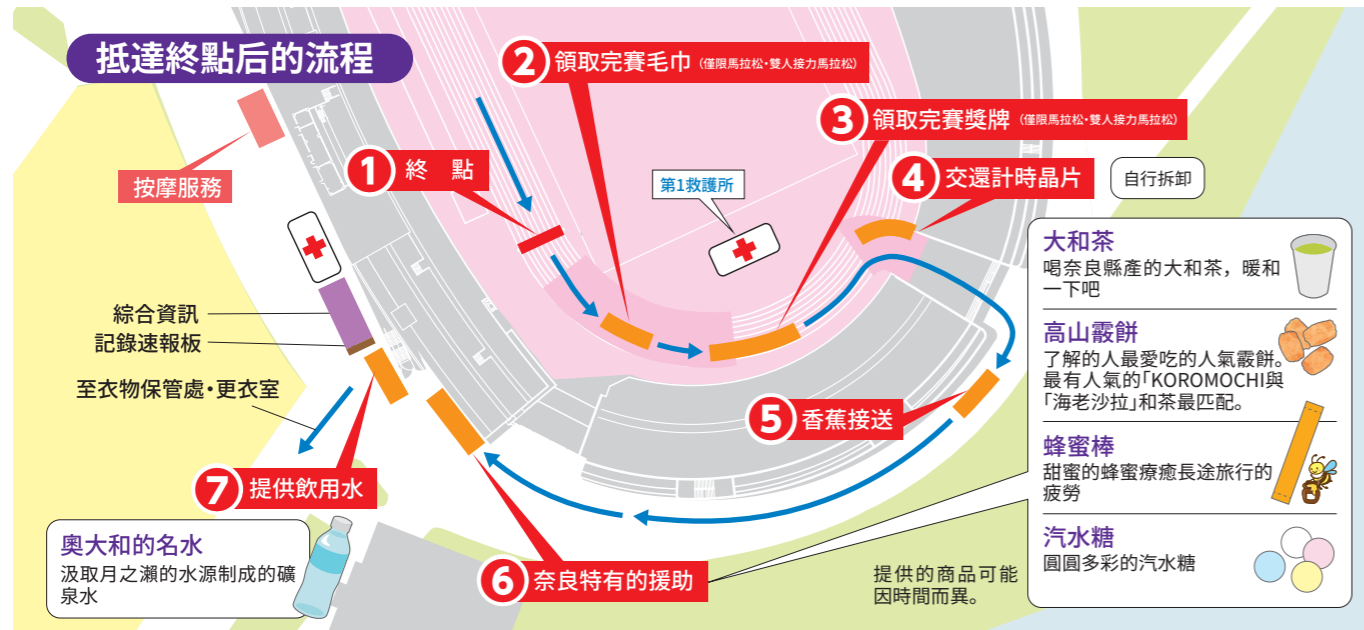 抵達終點后的流程
❶終　點
❷領取完賽毛巾（僅限馬拉松・雙人接力馬拉松）
❸領取完賽獎牌（僅限馬拉松・雙人接力馬拉松）
❹交還計時晶片
自行拆卸
第1救護所
按摩服務
綜合資訊
記錄速報板
至衣物保管處・更衣室
❺香蕉接送
❻奈良特有的援助
❼提供飲用水
奧大和的名水
汲取月之瀨的水源制成的礦
泉水
大和茶
喝奈良縣產的大和茶，暖和
一下吧
高山霰餅
了解的人最愛吃的人氣霰餅。
最有人氣的「KOROMOCHI與
「海老沙拉」和茶最匹配。
蜂蜜棒
甜蜜的蜂蜜療癒長途旅行的
疲勞
汽水糖
圓圓多彩的汽水糖
提供的商品可能
因時間而異。